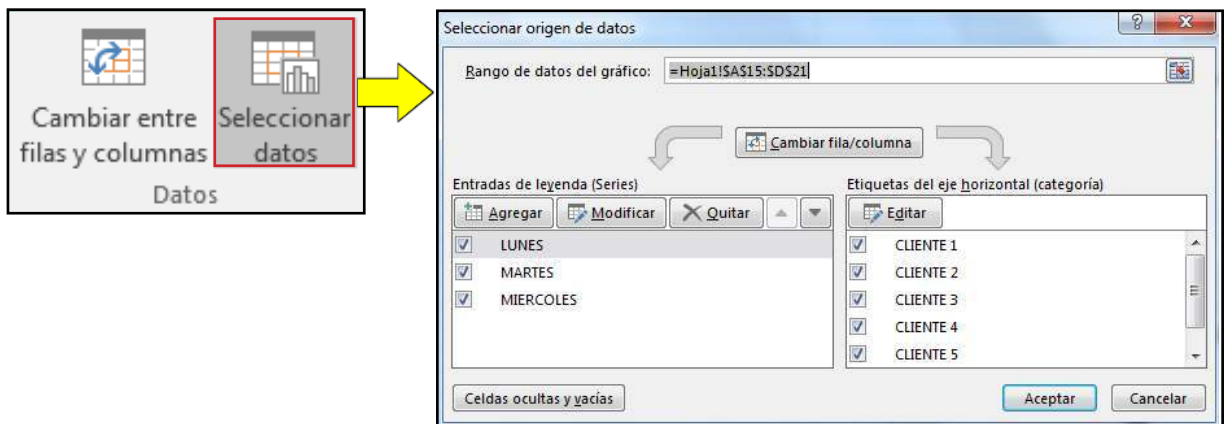 Cambiar entre
filas y columnas
Seleccionar
datos
Datos
Seleccionar origen de datos
Rango de datos del gráfico: =Hoja1!$A$15:$D$21
Cambiar fila/columna
Entradas de leyenda (Series)
Agregar Modificar Quitar
LUNES
MARTES
MIERCOLES
Etiquetas del eje horizontal (categoría)
Editar
CLIENTE 1
CLIENTE 2
CLIENTE 3
CLIENTE 4
CLIENTE 5
Celdas ocultas y vacías
Aceptar Cancelar